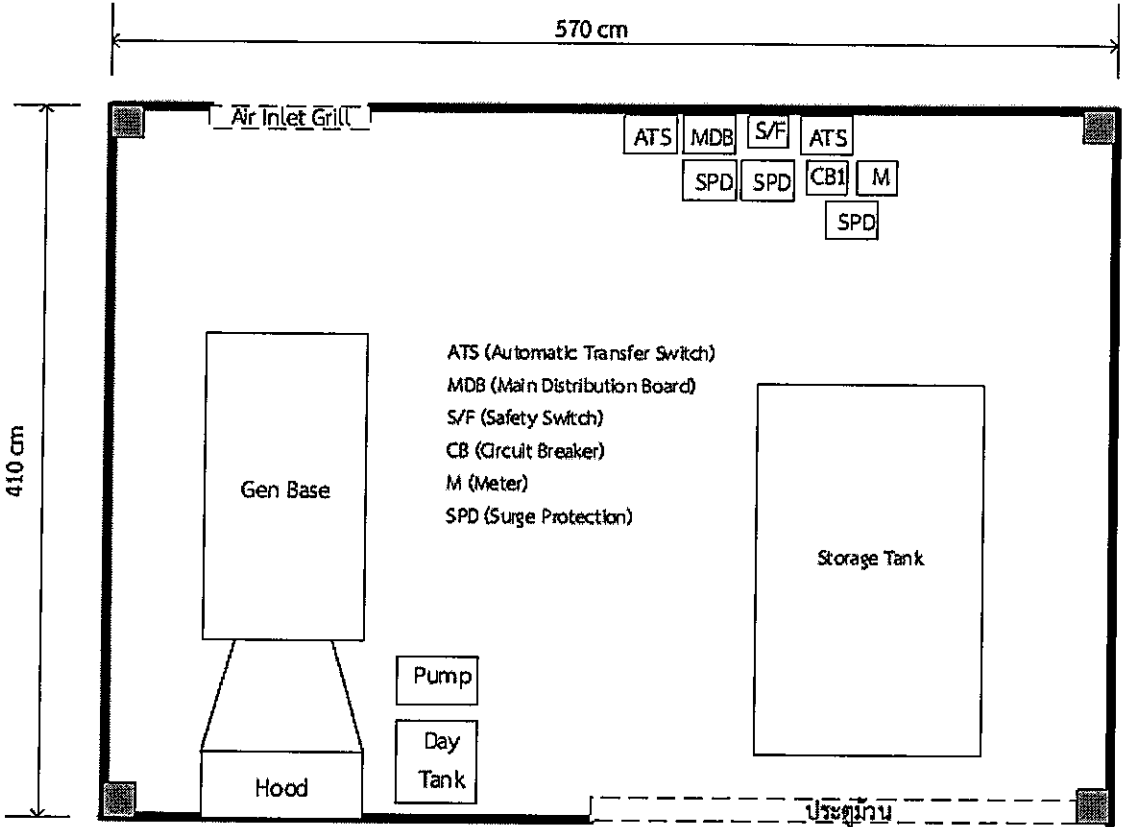 570 cm
Air Inlet Grill
ATS MDB S/F ATS
SPD SPD CB1 M
SPD
410 cm
ATS (Automatic Transfer Switch)
MDB (Main Distribution Board)
S/F (Safety Switch)
CB (Circuit Breaker)
M (Meter)
SPD (Surge Protection)
Gen Base
Storage Tank
Pump
Day
Tank
Hood
ประตูม้วน